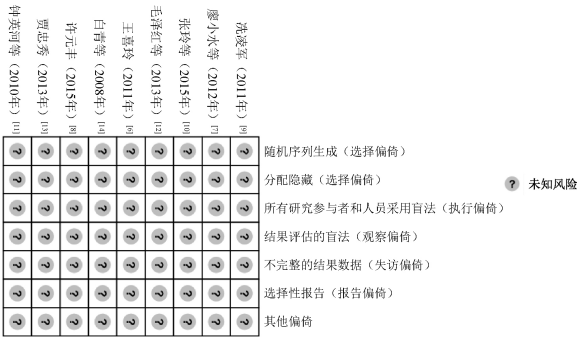 钟英河等（2010年）[11]
贾忠秀（2013年）[13]
许元丰（2015年）[8]
白青等（2008年）[14]
王喜玲（2011年）[6]
毛泽红等（2013年）[12]
张玲等（2015年）[10]
廖小水等（2012年）[7]
冼凌军（2011年）[9]
? ? ? ? ? ? ? ? ? 随机序列生成（选择偏倚）
? ? ? ? ? ? ? ? ? 分配隐藏（选择偏倚）
? ? ? ? ? ? ? ? ? 所有研究参与者和人员采用盲法（执行偏倚）
? ? ? ? ? ? ? ? ? 结果评估的盲法（观察偏倚）
? ? ? ? ? ? ? ? ? 不完整的结果数据（失访偏倚）
? ? ? ? ? ? ? ? ? 选择性报告（报告偏倚）
? ? ? ? ? ? ? ? ? 其他偏倚
? 未知风险